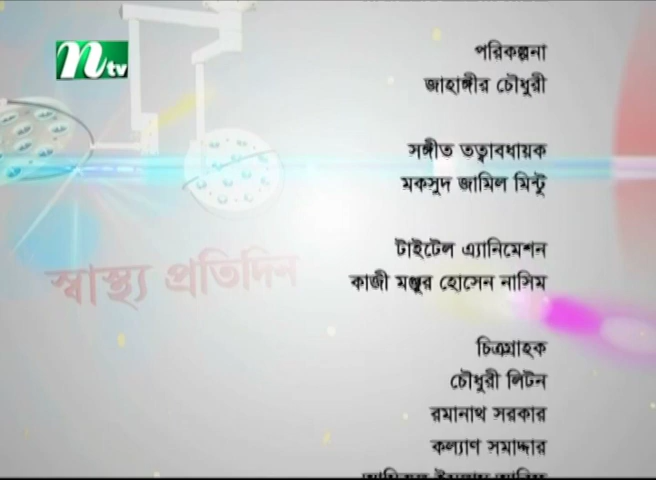 ntv
পরিকল্পনা
জাহাঙ্গীর চৌধুরী
সঙ্গীত তত্বাবধায়ক
মকসুদ জামিল মিন্টু
টাইটেল এ্যানিমেশন
কাজী মঞ্জুর হোসেন নাসিম
স্বাস্থ্য প্রতিদিন
চিত্রগ্রাহক
চৌধুরী লিটন
রমানাথ সরকার
কল্যাণ সমাদ্দার